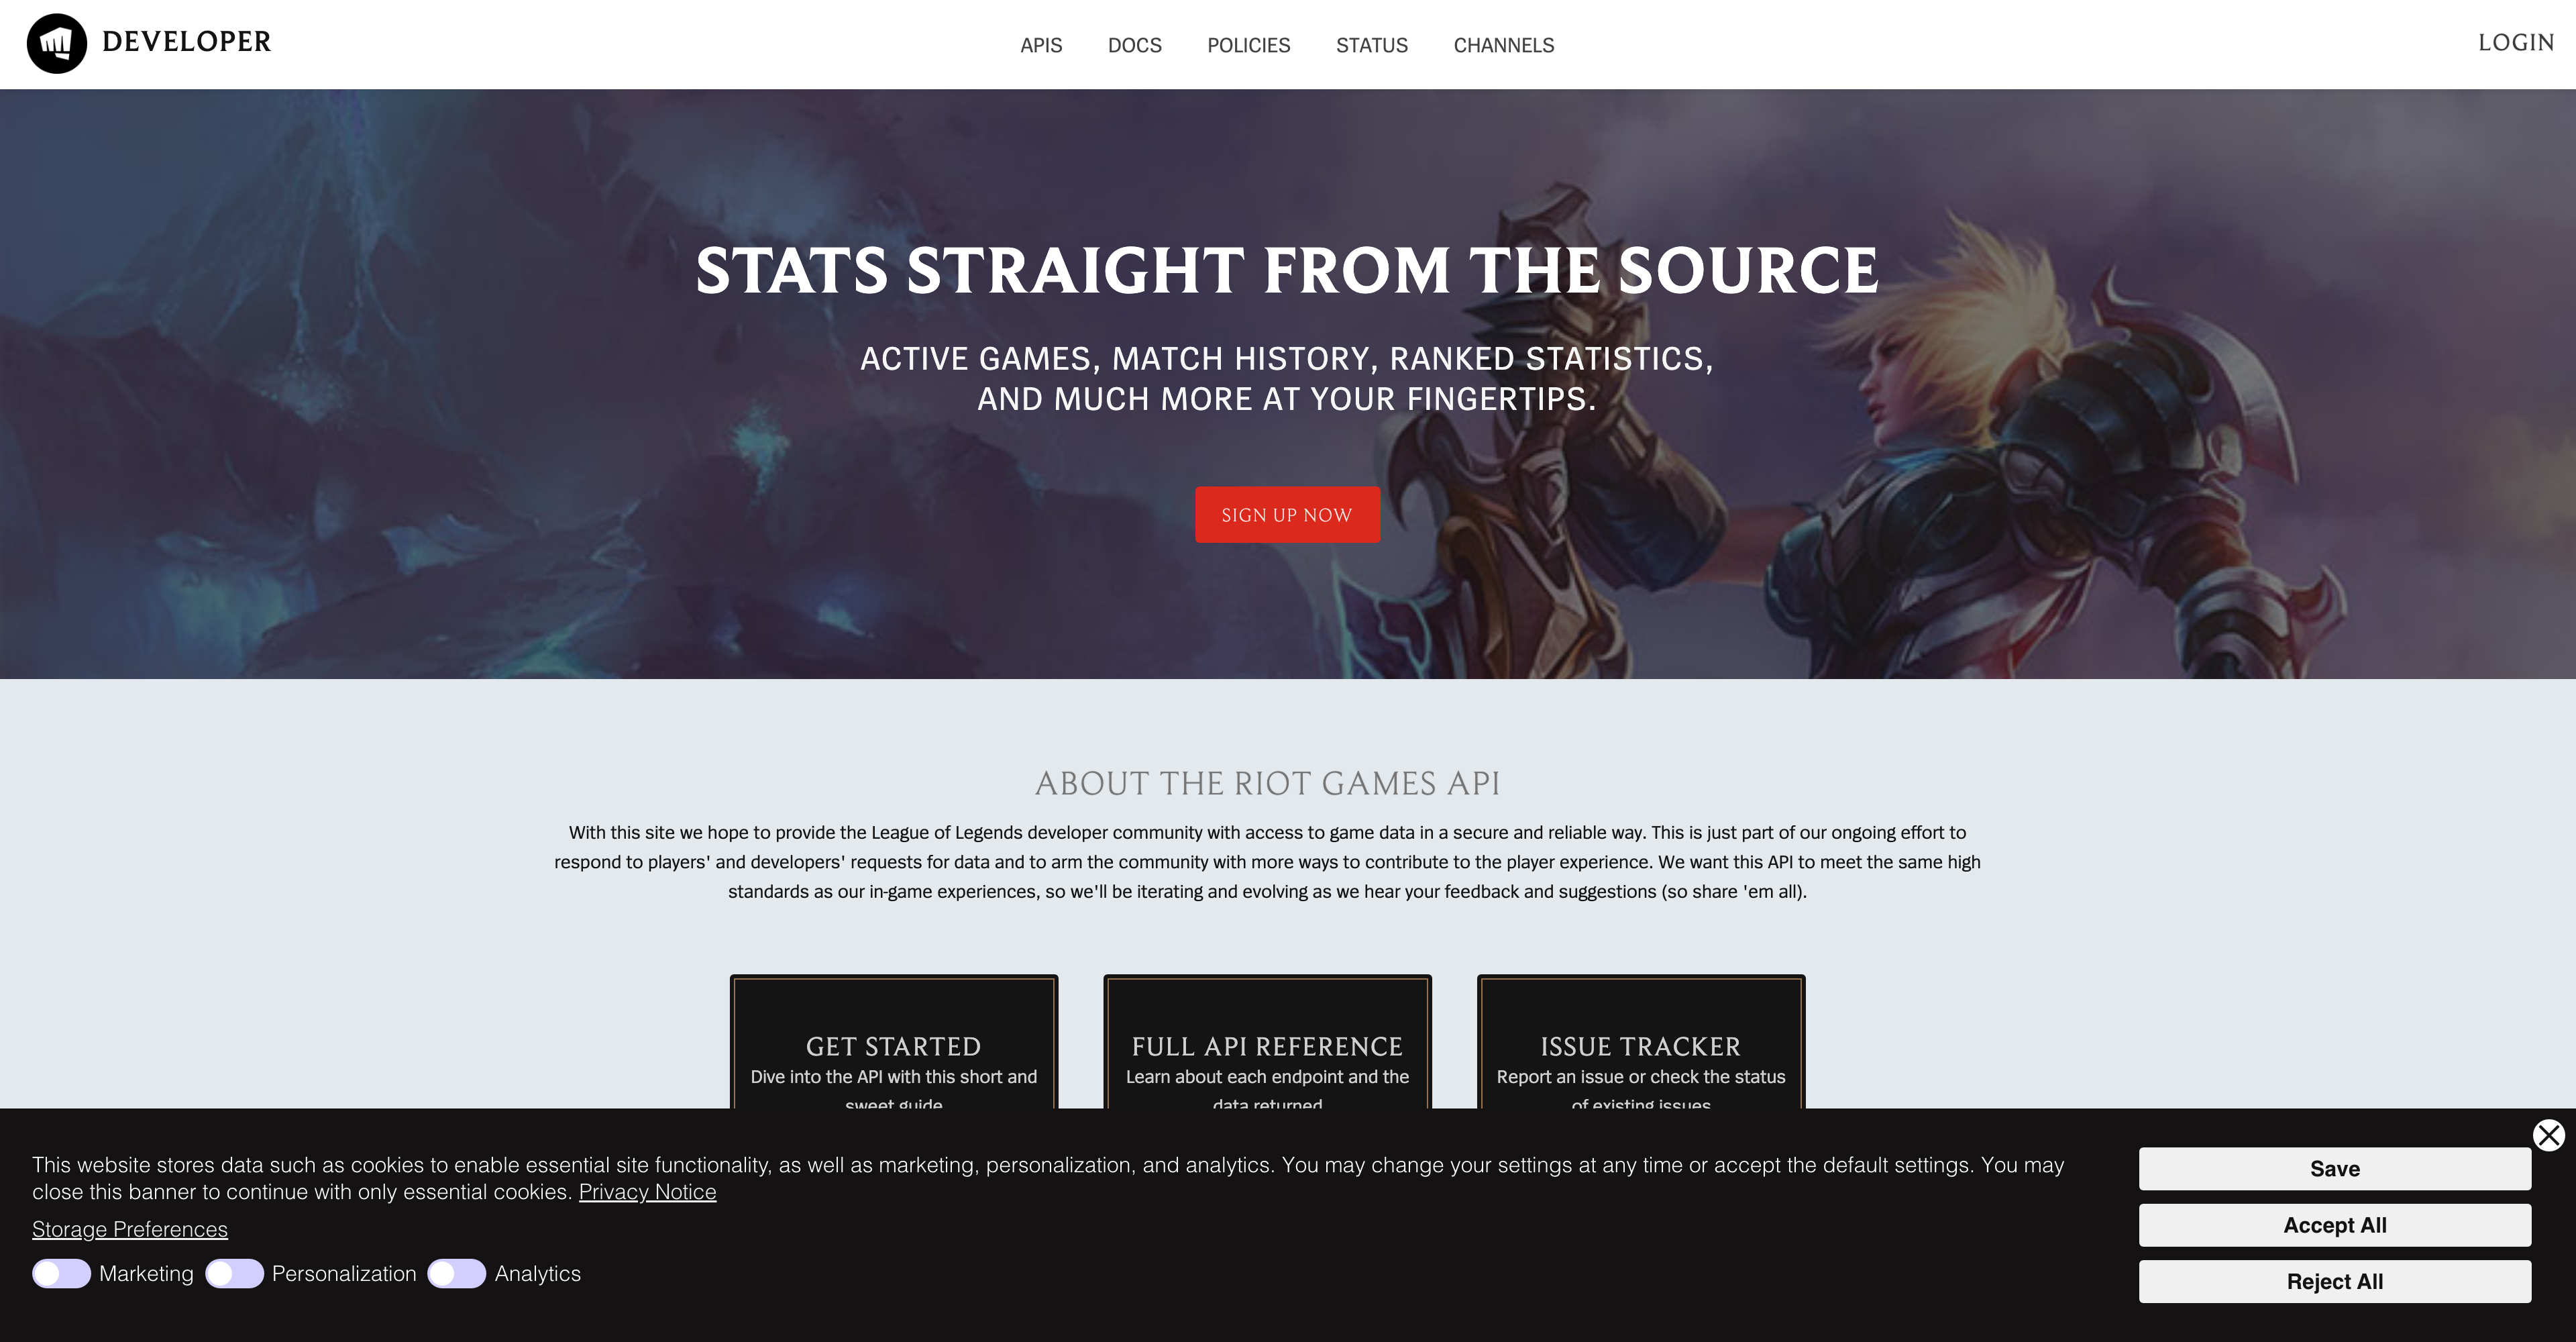 DEVELOPER
APIS
DOCS
POLICIES
STATUS
CHANNELS
LOGIN
STATS STRAIGHT FROM THE SOURCE
ACTIVE GAMES, MATCH HISTORY, RANKED STATISTICS,
AND MUCH MORE AT YOUR FINGERTIPS.
SIGN UP NOW
ABOUT THE RIOT GAMES API
With this site we hope to provide the League of Legends developer community with access to game data in a secure and reliable way. This is just part of our ongoing effort to
respond to players' and developers' requests for data and to arm the community with more ways to contribute to the player experience. We want this API to meet the same high
standards as our in-game experiences, so we'll be iterating and evolving as we hear your feedback and suggestions (so share 'em all).
GET STARTED
Dive into the API with this short and
sweet guide
FULL API REFERENCE
Learn about each endpoint and the
data returned
ISSUE TRACKER
Report an issue or check the status
of existing issues
This website stores data such as cookies to enable essential site functionality, as well as marketing, personalization, and analytics. You may change your settings at any time or accept the default settings. You may
close this banner to continue with only essential cookies. Privacy Notice
Storage Preferences
Marketing
Personalization
Analytics
Save
Accept All
Reject All